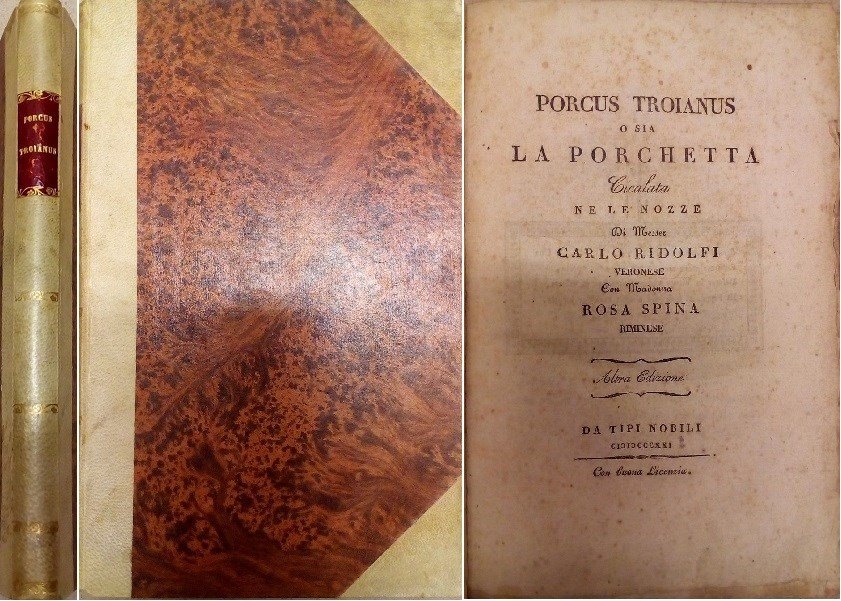 PORCUS
TROIANUS
PORCUS TROIANUS
O SIA
LA PORCHETTA
Cicalata
NE LE NOZZE
Di Messer
CARLO RIDOLFI
VERONESE
Con Madonna
ROSA SPINA
RIMINESE
Altra Edizione
DA TIPI NOBILI
CIƆIƆCCCXXI
Con buona Licenzia.